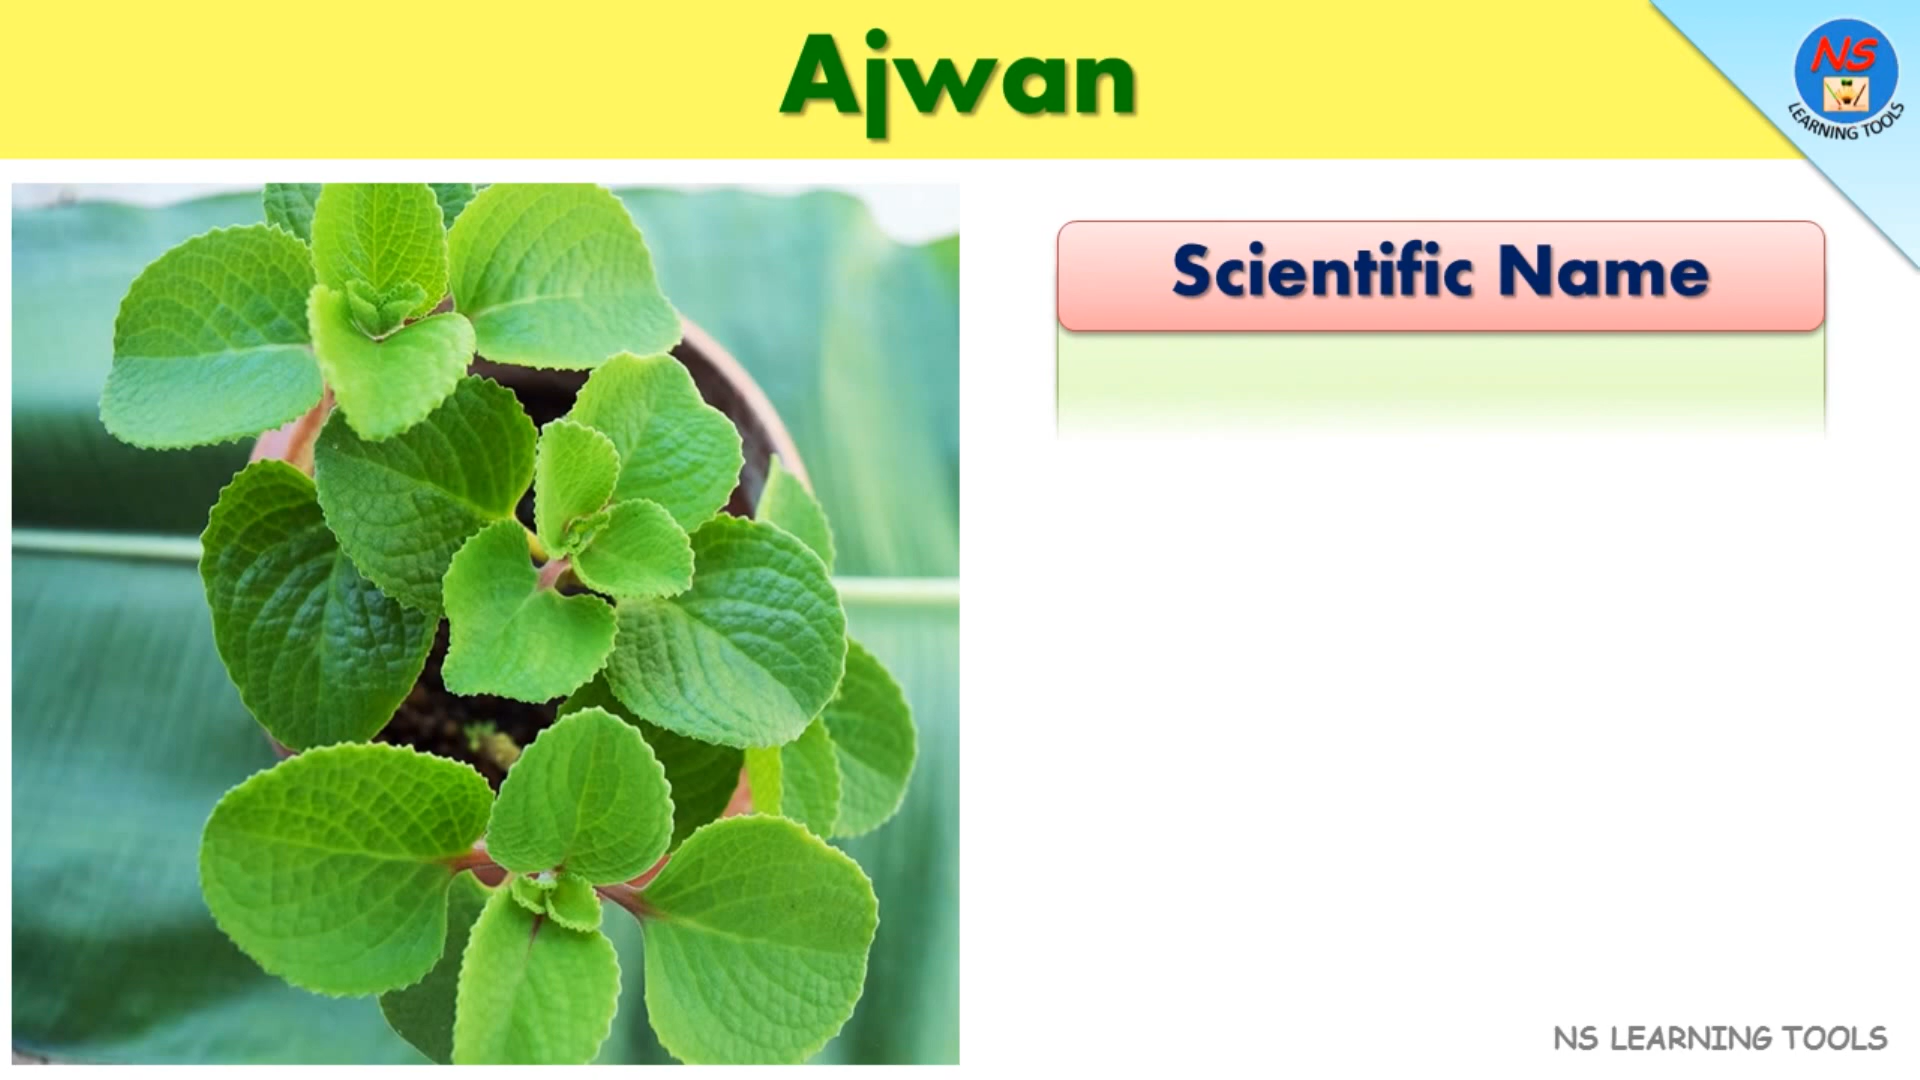 Ajwan
NS
LEARNING TOOLS
Scientific Name
NS LEARNING TOOLS